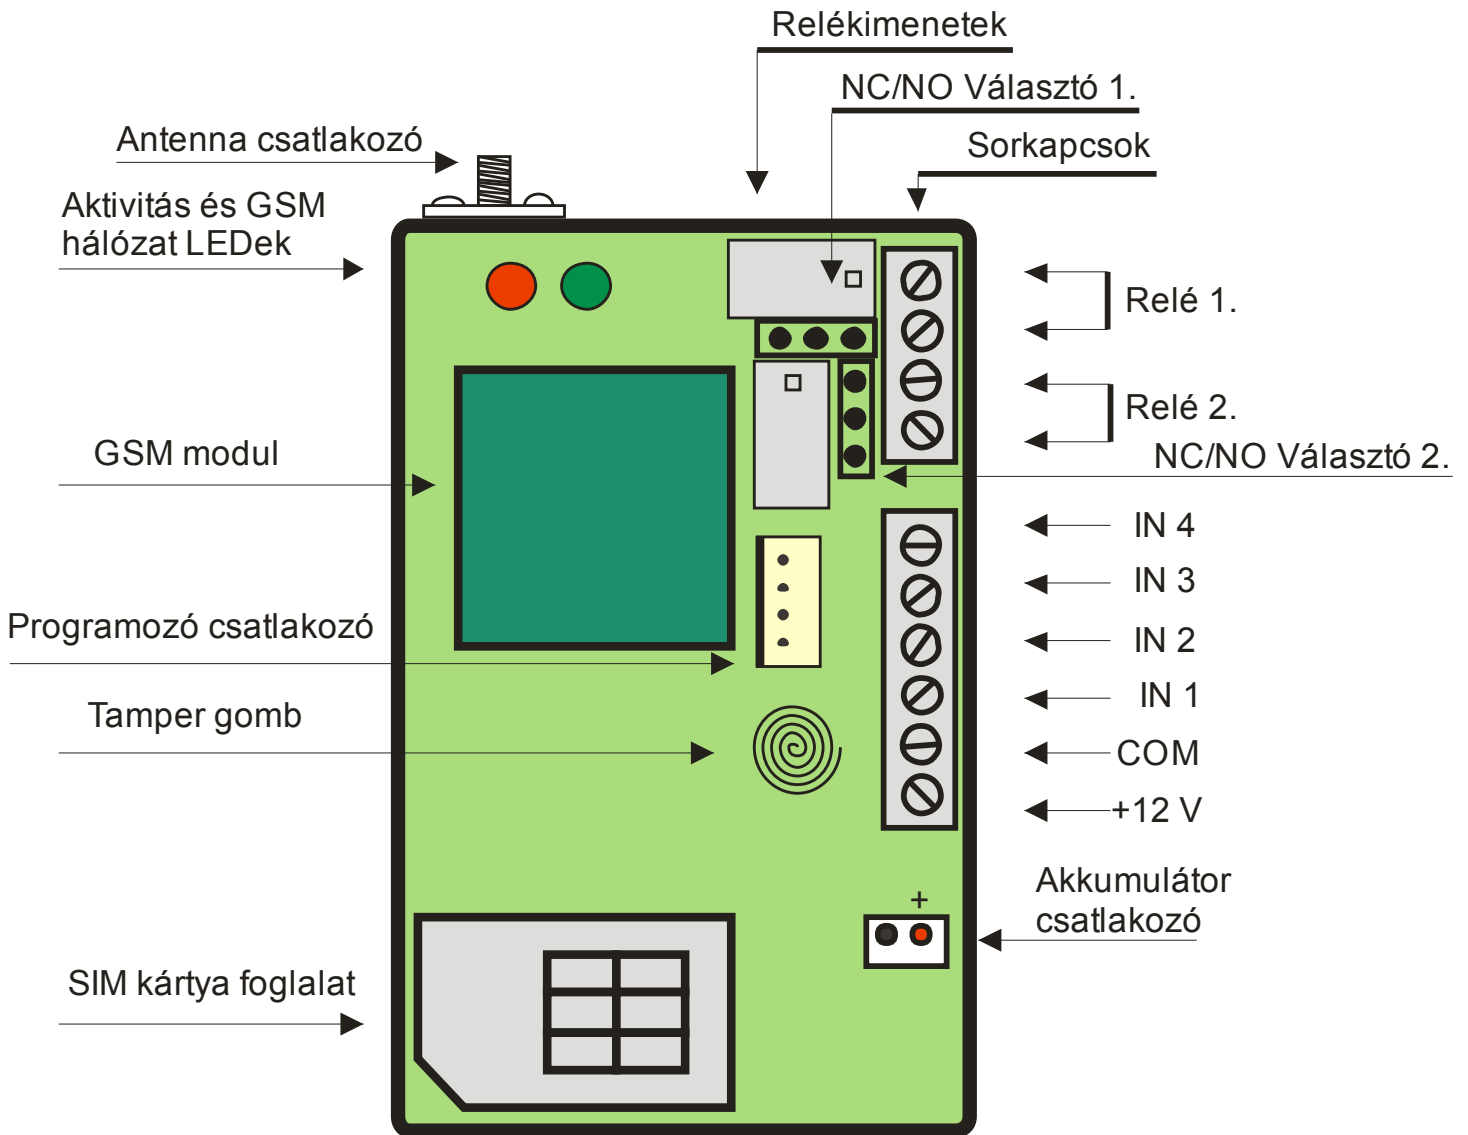 Relékimenetek
NC/NO Választó 1.
Sorkapcsok
Antenna csatlakozó
Aktivitás és GSM
hálózat LEDek
Relé 1.
Relé 2.
NC/NO Választó 2.
GSM modul
IN 4
IN 3
Programozó csatlakozó
IN 2
IN 1
Tamper gomb
COM
+12 V
Akkumulátor
csatlakozó
+
SIM kártya foglalat